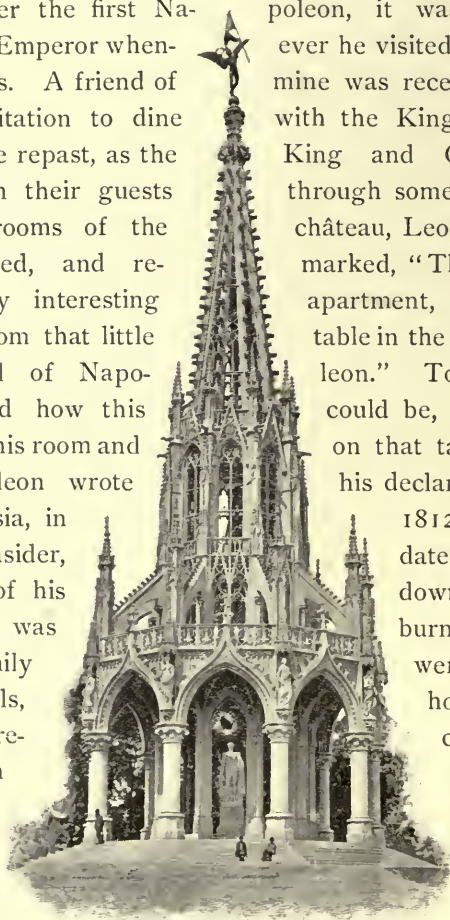 er the first Na- poleon, it wa
Emperor when- ever he visited
s. A friend of mine was rece
itation to dine with the King
e repast, as the King and
their guests through some
rooms of the château, Leo
ed, and re- marked, “T
y interesting apartment,
om that little table in the
of Napo- leon.” To
d how this could be,
his room and on that ta
leon wrote his declar
sia, in 1812
sider, date
of his down
was burn
ily wer
ls, ho
re- c